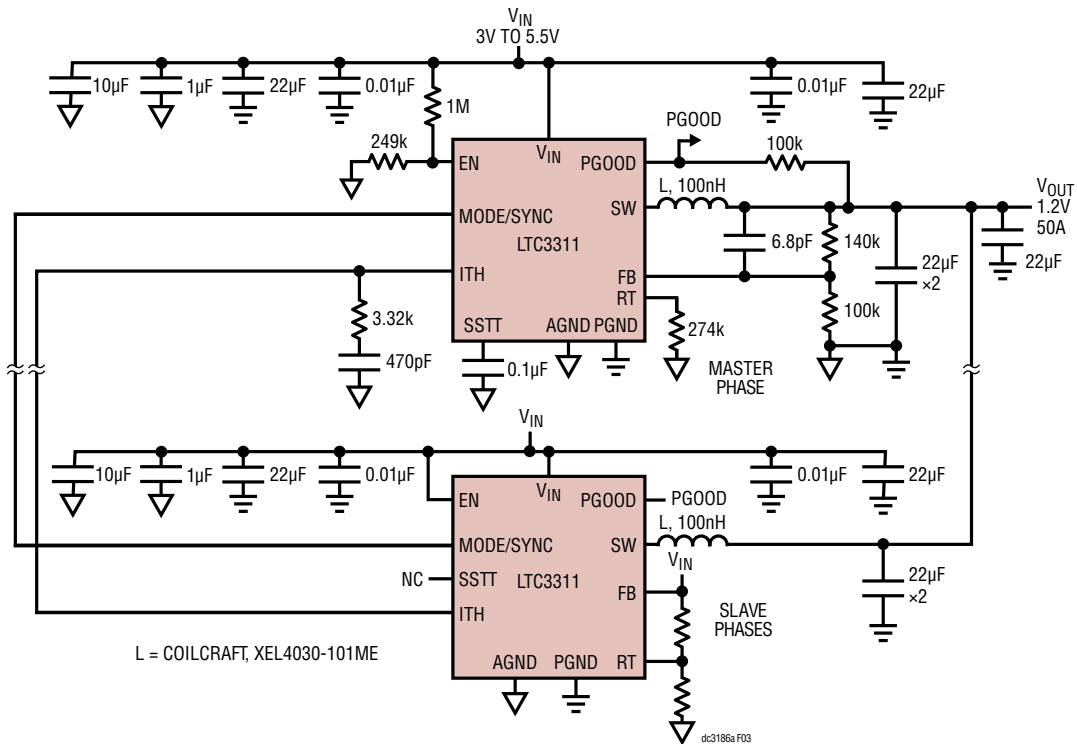 VIN
3V TO 5.5V
10µF
1µF
22µF
0.01µF
1M
0.01µF
22µF
249k
PGOOD
100k
EN
VIN
PGOOD
L, 100nH
VOUT
1.2V
50A
MODE/SYNC
SW
LTC3311
6.8pF
140k
22µF
×2
22µF
ITH
FB
RT
3.32k
100k
SSTT
AGND
PGND
274k
470pF
0.1µF
MASTER
PHASE
VIN
10µF
1µF
22µF
0.01µF
0.01µF
22µF
EN
VIN
PGOOD
PGOOD
L, 100nH
MODE/SYNC
SW
VIN
NC
SSTT
LTC3311
FB
22µF
×2
ITH
SLAVE
PHASES
L = COILCRAFT, XEL4030-101ME
AGND
PGND
RT
dc3186a F03